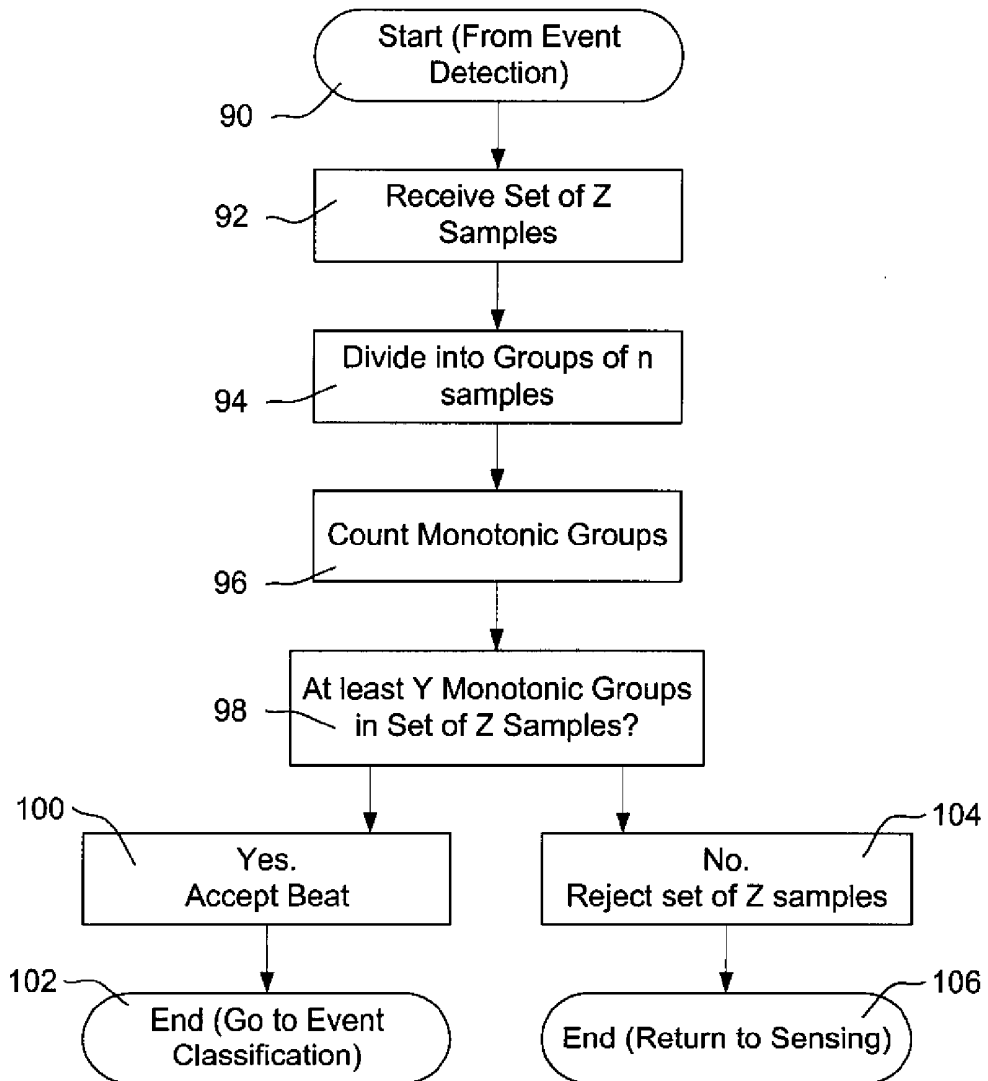 Start (From Event
Detection)
90
Receive Set of Z
Samples
92
Divide into Groups of n
samples
94
Count Monotonic Groups
96
At least Y Monotonic Groups
in Set of Z Samples?
98
100
Yes.
Accept Beat
104
No.
Reject set of Z samples
102
End (Go to Event
Classification)
106
End (Return to Sensing)